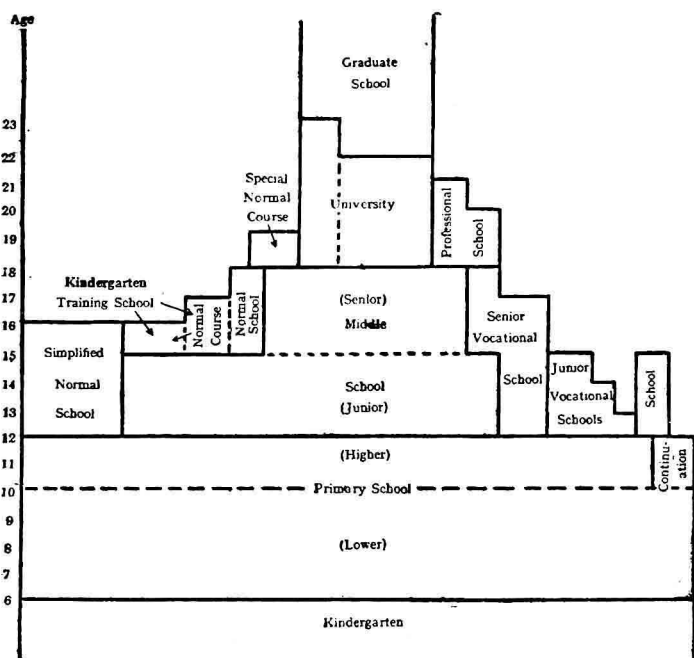 Age
Graduate
School
23
22
21
20
19
18
17
16
15
14
13
12
11
10
9
8
7
6
Special
Normal
Course
University
Professional
School
Kindergarten
Training School
Normal
Course
Normal
School
(Senior)
Middle
School
(Junior)
Senior
Vocational
School
Simplified
Normal
School
Junior
Vocational
Schools
School
Continu-
ation
(Higher)
Primary School
(Lower)
Kindergarten